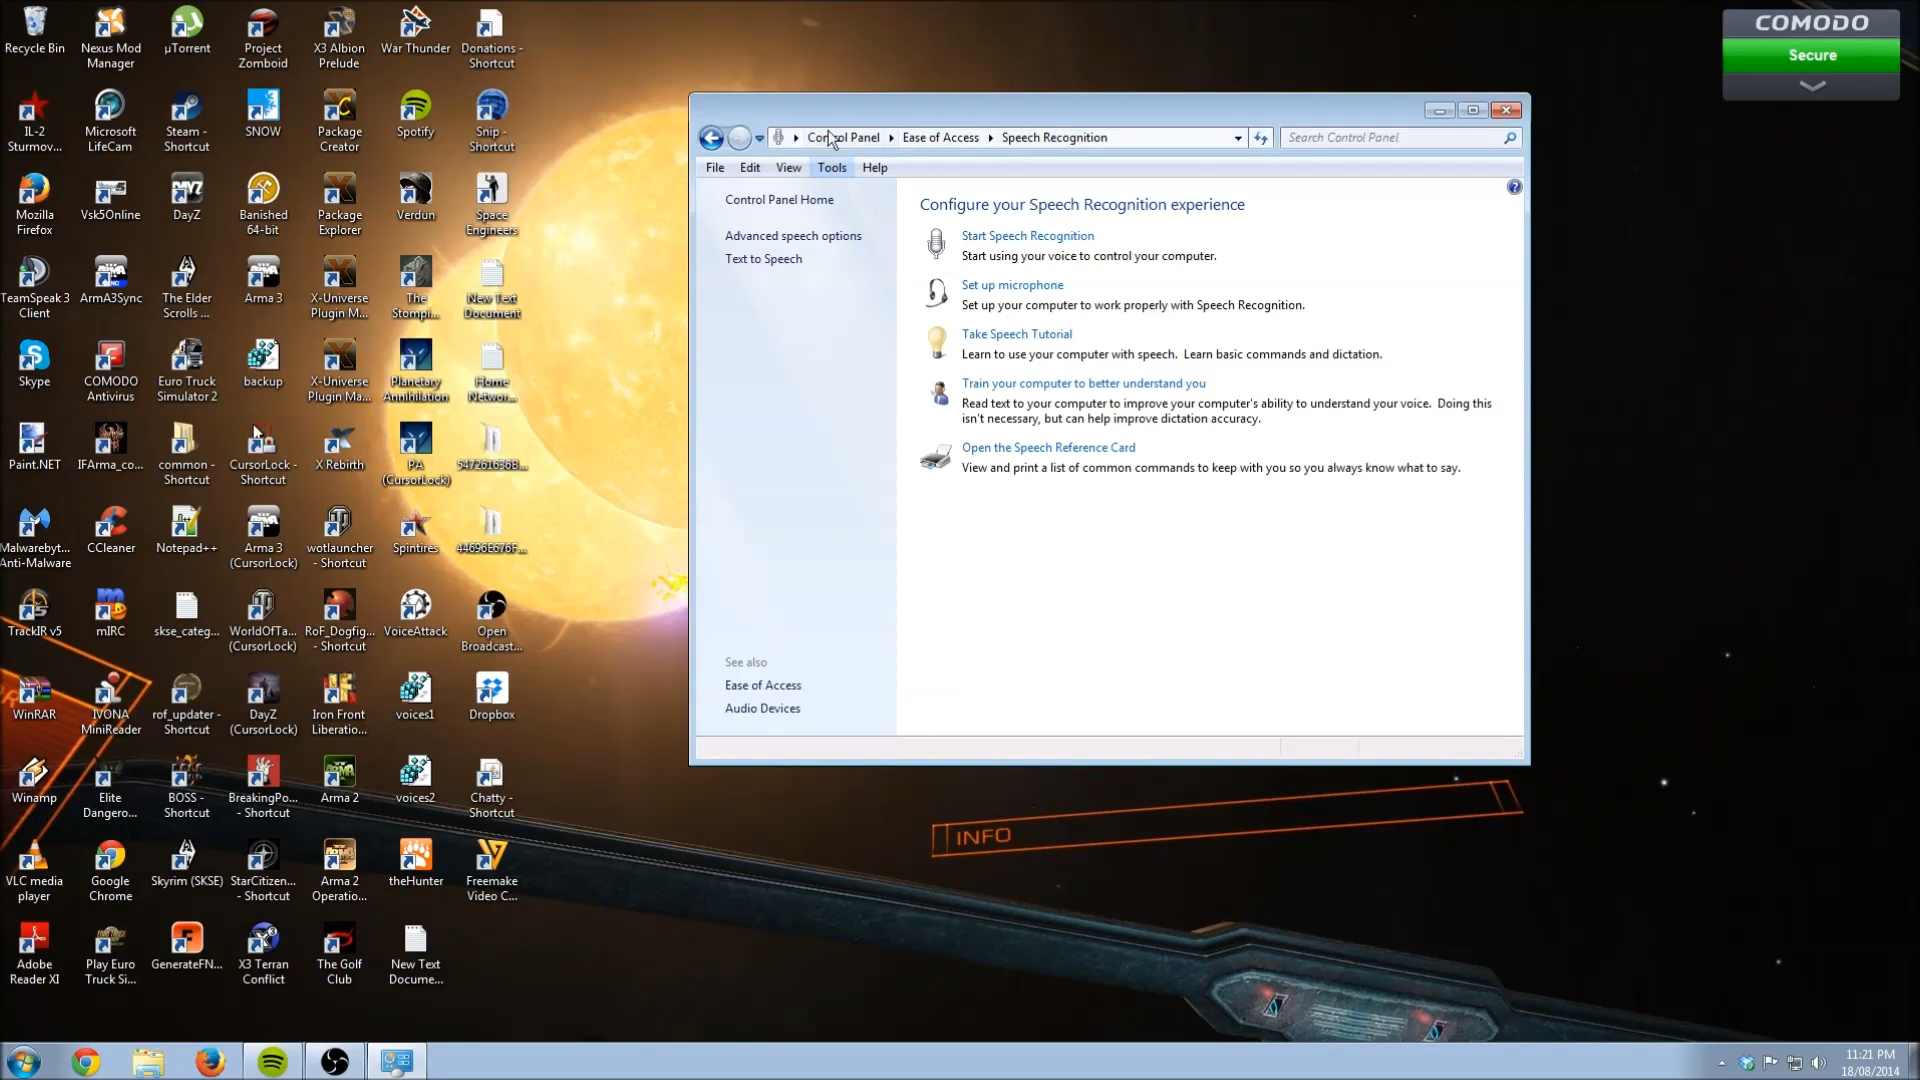 Recycle Bin
Nexus Mod
Manager
µTorrent
Project
Zomboid
X3 Albion
Prelude
War Thunder
Donations -
Shortcut
IL-2
Sturmov...
Microsoft
LifeCam
Steam -
Shortcut
SNOW
Package
Creator
Spotify
Snip -
Shortcut
Mozilla
Firefox
Vsk5Online
DayZ
Banished
64-bit
Package
Explorer
Verdun
Space
Engineers
TeamSpeak 3
Client
ArmA3Sync
The Elder
Scrolls ...
Arma 3
X-Universe
Plugin M...
The
Stompi...
New Text
Document
Skype
COMODO
Antivirus
Euro Truck
Simulator 2
backup
X-Universe
Plugin Ma...
Planetary
Annihilation
Home
Networ...
Paint.NET
IFArma_co...
common -
Shortcut
CursorLock -
Shortcut
X Rebirth
PA
(CursorLock)
547261636B...
Malwarebyt...
Anti-Malware
CCleaner
Notepad++
Arma 3
(CursorLock)
wotlauncher
- Shortcut
Spintires
44696E676F...
TrackIR v5
mIRC
skse_categ...
WorldOfTa...
(CursorLock)
RoF_Dogfig...
- Shortcut
VoiceAttack
Open
Broadcast...
WinRAR
IVONA
MiniReader
rof_updater -
Shortcut
DayZ
(CursorLock)
Iron Front
Liberatio...
voices1
Dropbox
Winamp
Elite
Dangero...
BOSS -
Shortcut
BreakingPo...
- Shortcut
Arma 2
voices2
Chatty -
Shortcut
VLC media
player
Google
Chrome
Skyrim (SKSE)
StarCitizen...
- Shortcut
Arma 2
Operatio...
theHunter
Freemake
Video C...
Adobe
Reader XI
Play Euro
Truck Si...
GenerateFN...
X3 Terran
Conflict
The Golf
Club
New Text
Docume...
COMODO
Secure
Control Panel
Ease of Access
Speech Recognition
Search Control Panel
File Edit View Tools Help
Control Panel Home
Advanced speech options
Text to Speech
See also
Ease of Access
Audio Devices
Configure your Speech Recognition experience
Start Speech Recognition
Start using your voice to control your computer.
Set up microphone
Set up your computer to work properly with Speech Recognition.
Take Speech Tutorial
Learn to use your computer with speech. Learn basic commands and dictation.
Train your computer to better understand you
Read text to your computer to improve your computer's ability to understand your voice. Doing this
isn't necessary, but can help improve dictation accuracy.
Open the Speech Reference Card
View and print a list of common commands to keep with you so you always know what to say.
INFO
11:21 PM
18/08/2014